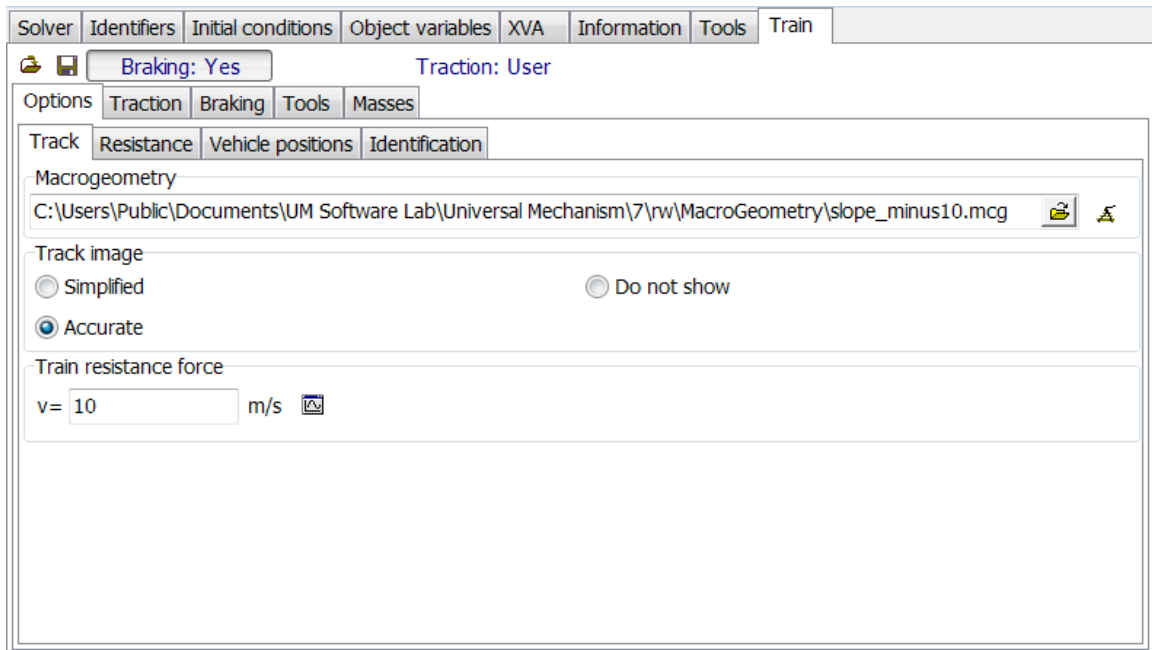 Solver Identifiers Initial conditions Object variables XVA Information Tools Train
Braking: Yes Traction: User
Options Traction Braking Tools Masses
Track Resistance Vehicle positions Identification
Macrogeometry
C:\Users\Public\Documents\UM Software Lab\Universal Mechanism\7\rw\MacroGeometry\slope_minus10.mcg
Track image
Simplified Do not show
Accurate
Train resistance force
v= 10 m/s